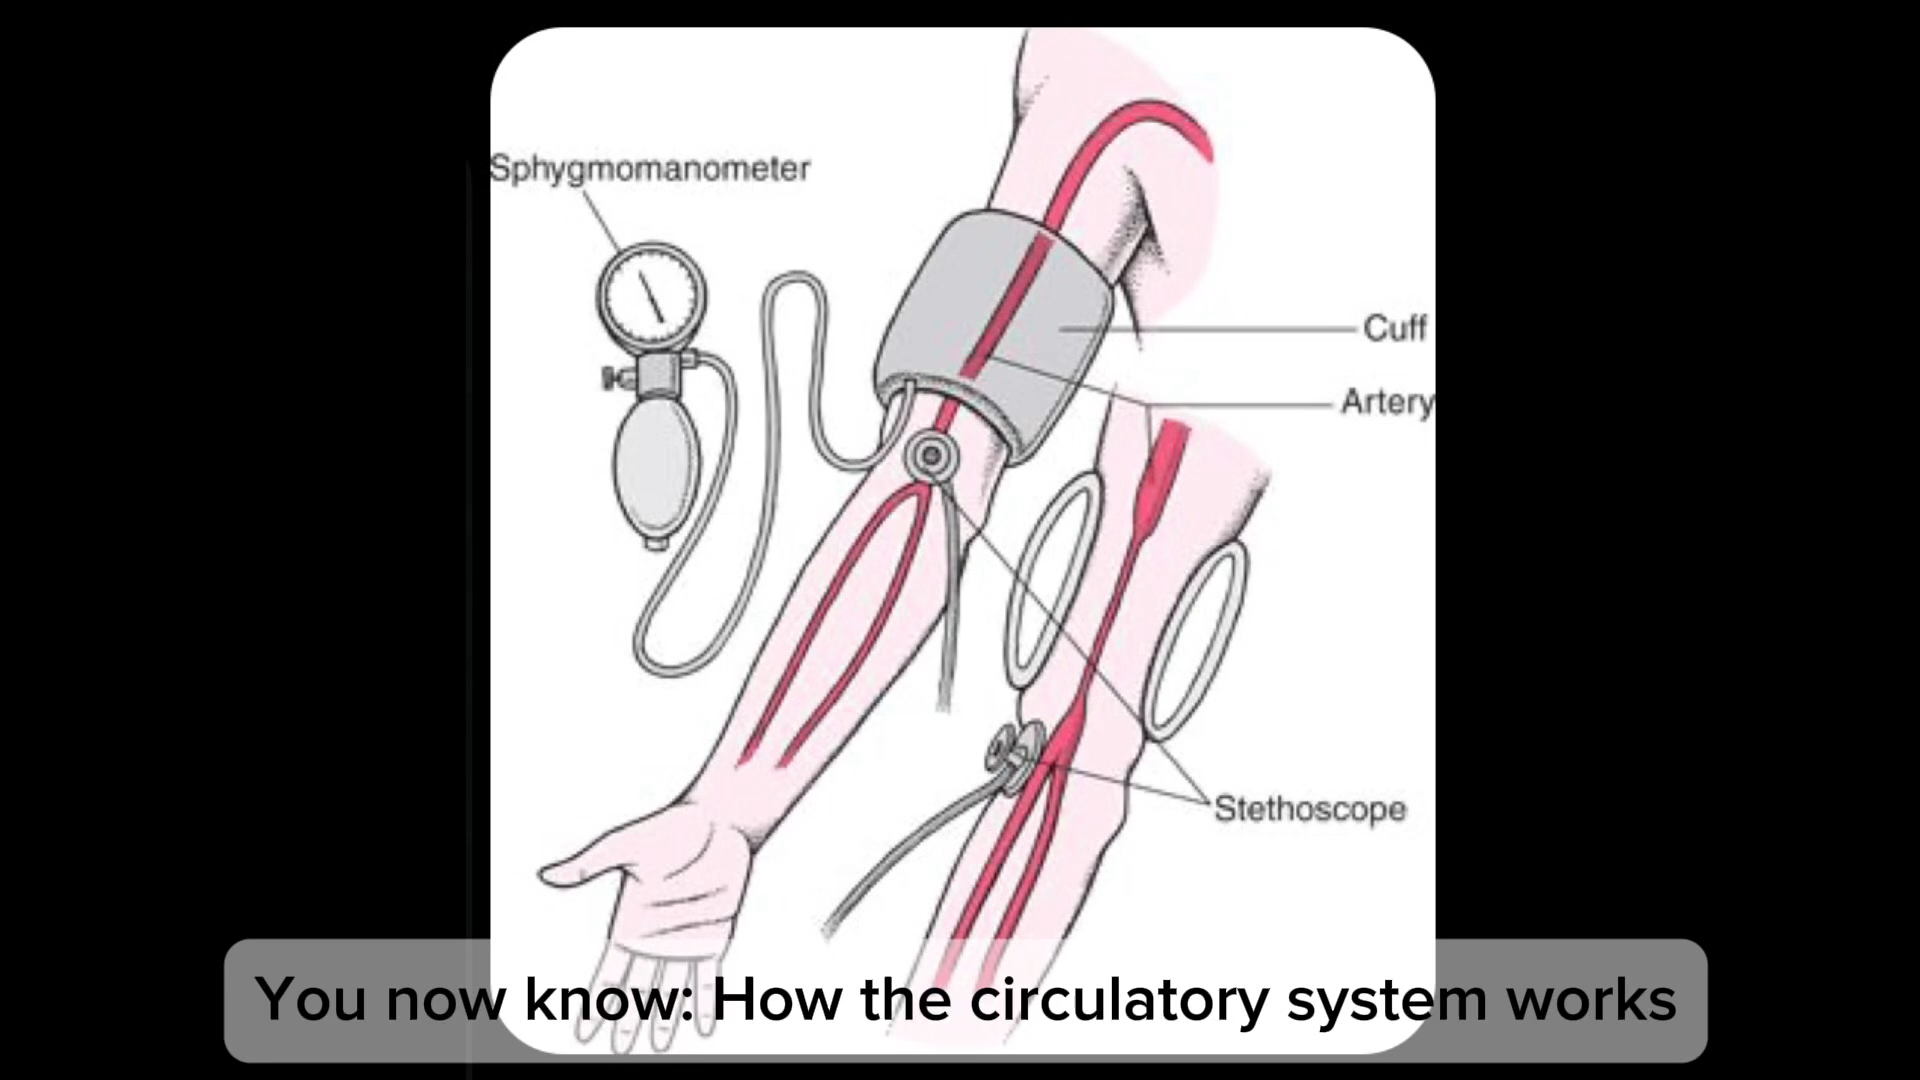 Sphygmomanometer
Cuff
Artery
Stethoscope
You now know: How the circulatory system works